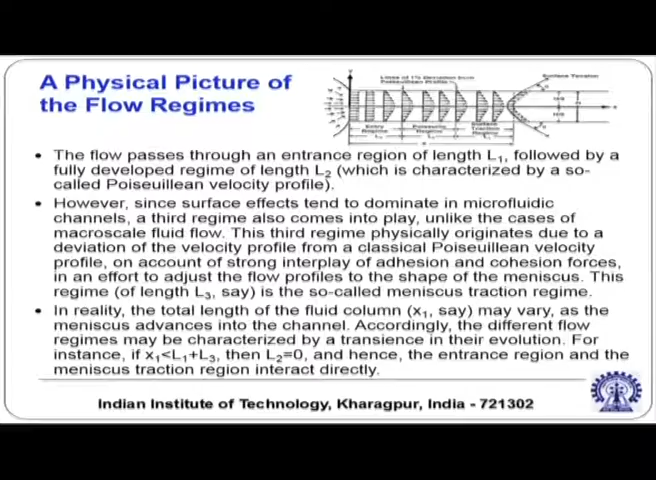 A Physical Picture of
the Flow Regimes
Surface Tension
Entry
Regime
Regime
Surface
Traction
• The flow passes through an entrance region of length L₁, followed by a
fully developed regime of length L₂ (which is characterized by a so-
called Poiseuillean velocity profile).
• However, since surface effects tend to dominate in microfluidic
channels, a third regime also comes into play, unlike the cases of
macroscale fluid flow. This third regime physically originates due to a
deviation of the velocity profile from a classical Poiseuillean velocity
profile, on account of strong interplay of adhesion and cohesion forces,
in an effort to adjust the flow profiles to the shape of the meniscus. This
regime (of length L₃, say) is the so-called meniscus traction regime.
• In reality, the total length of the fluid column (x₁, say) may vary, as the
meniscus advances into the channel. Accordingly, the different flow
regimes may be characterized by a transience in their evolution. For
instance, if x₁<L₁+L₃, then L₂=0, and hence, the entrance region and the
meniscus traction region interact directly.
Indian Institute of Technology, Kharagpur, India - 721302